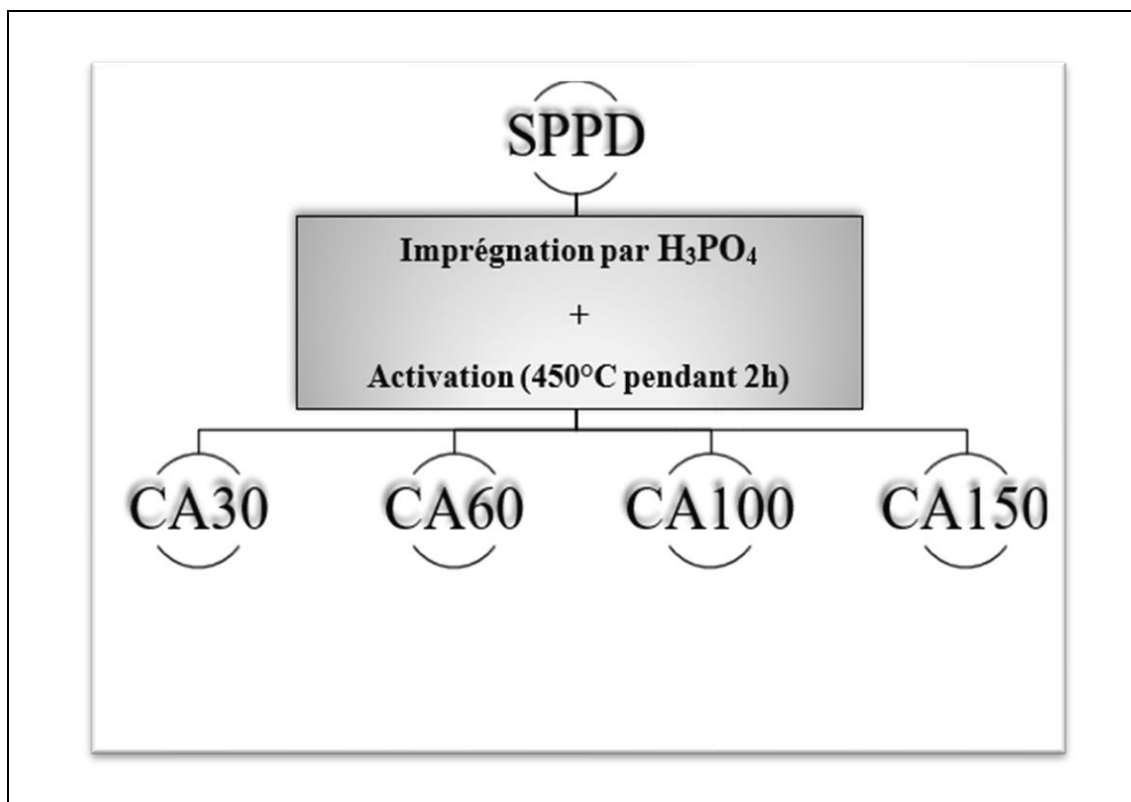 SPPD
Imprégnation par H₃PO₄
+
Activation (450°C pendant 2h)
CA30 CA60 CA100 CA150